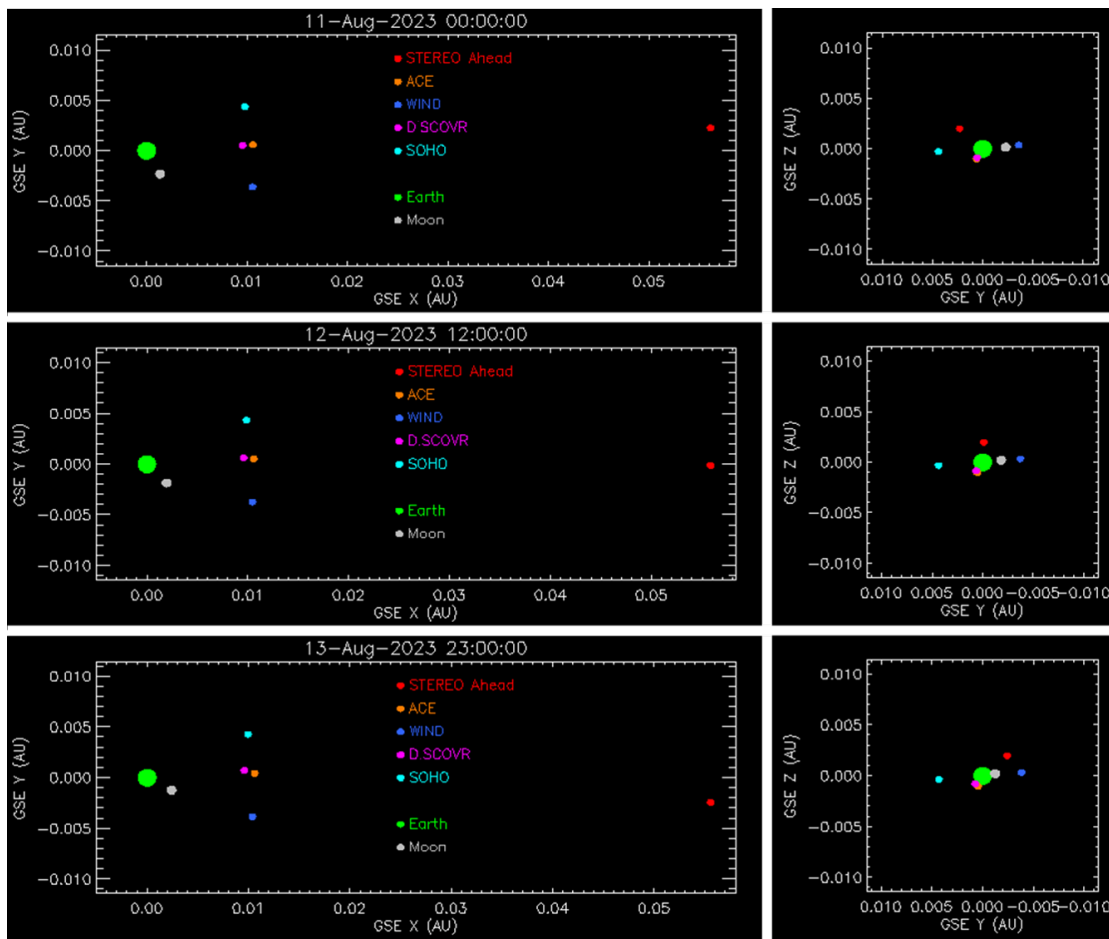 11-Aug-2023 00:00:00
0.010
0.005
0.000
-0.005
-0.010
GSE Y (AU)
STEREO Ahead
ACE
WIND
D.SCOVR
SOHO
Earth
Moon
0.00 0.01 0.02 0.03 0.04 0.05
GSE X (AU)
0.010
0.005
0.000
-0.005
-0.010
GSE Z (AU)
0.010 0.005 0.000 -0.005 -0.010
GSE Y (AU)
12-Aug-2023 12:00:00
0.010
0.005
0.000
-0.005
-0.010
GSE Y (AU)
STEREO Ahead
ACE
WIND
D.SCOVR
SOHO
Earth
Moon
0.00 0.01 0.02 0.03 0.04 0.05
GSE X (AU)
0.010
0.005
0.000
-0.005
-0.010
GSE Z (AU)
0.010 0.005 0.000 -0.005 -0.010
GSE Y (AU)
13-Aug-2023 23:00:00
0.010
0.005
0.000
-0.005
-0.010
GSE Y (AU)
STEREO Ahead
ACE
WIND
D.SCOVR
SOHO
Earth
Moon
0.00 0.01 0.02 0.03 0.04 0.05
GSE X (AU)
0.010
0.005
0.000
-0.005
-0.010
GSE Z (AU)
0.010 0.005 0.000 -0.005 -0.010
GSE Y (AU)